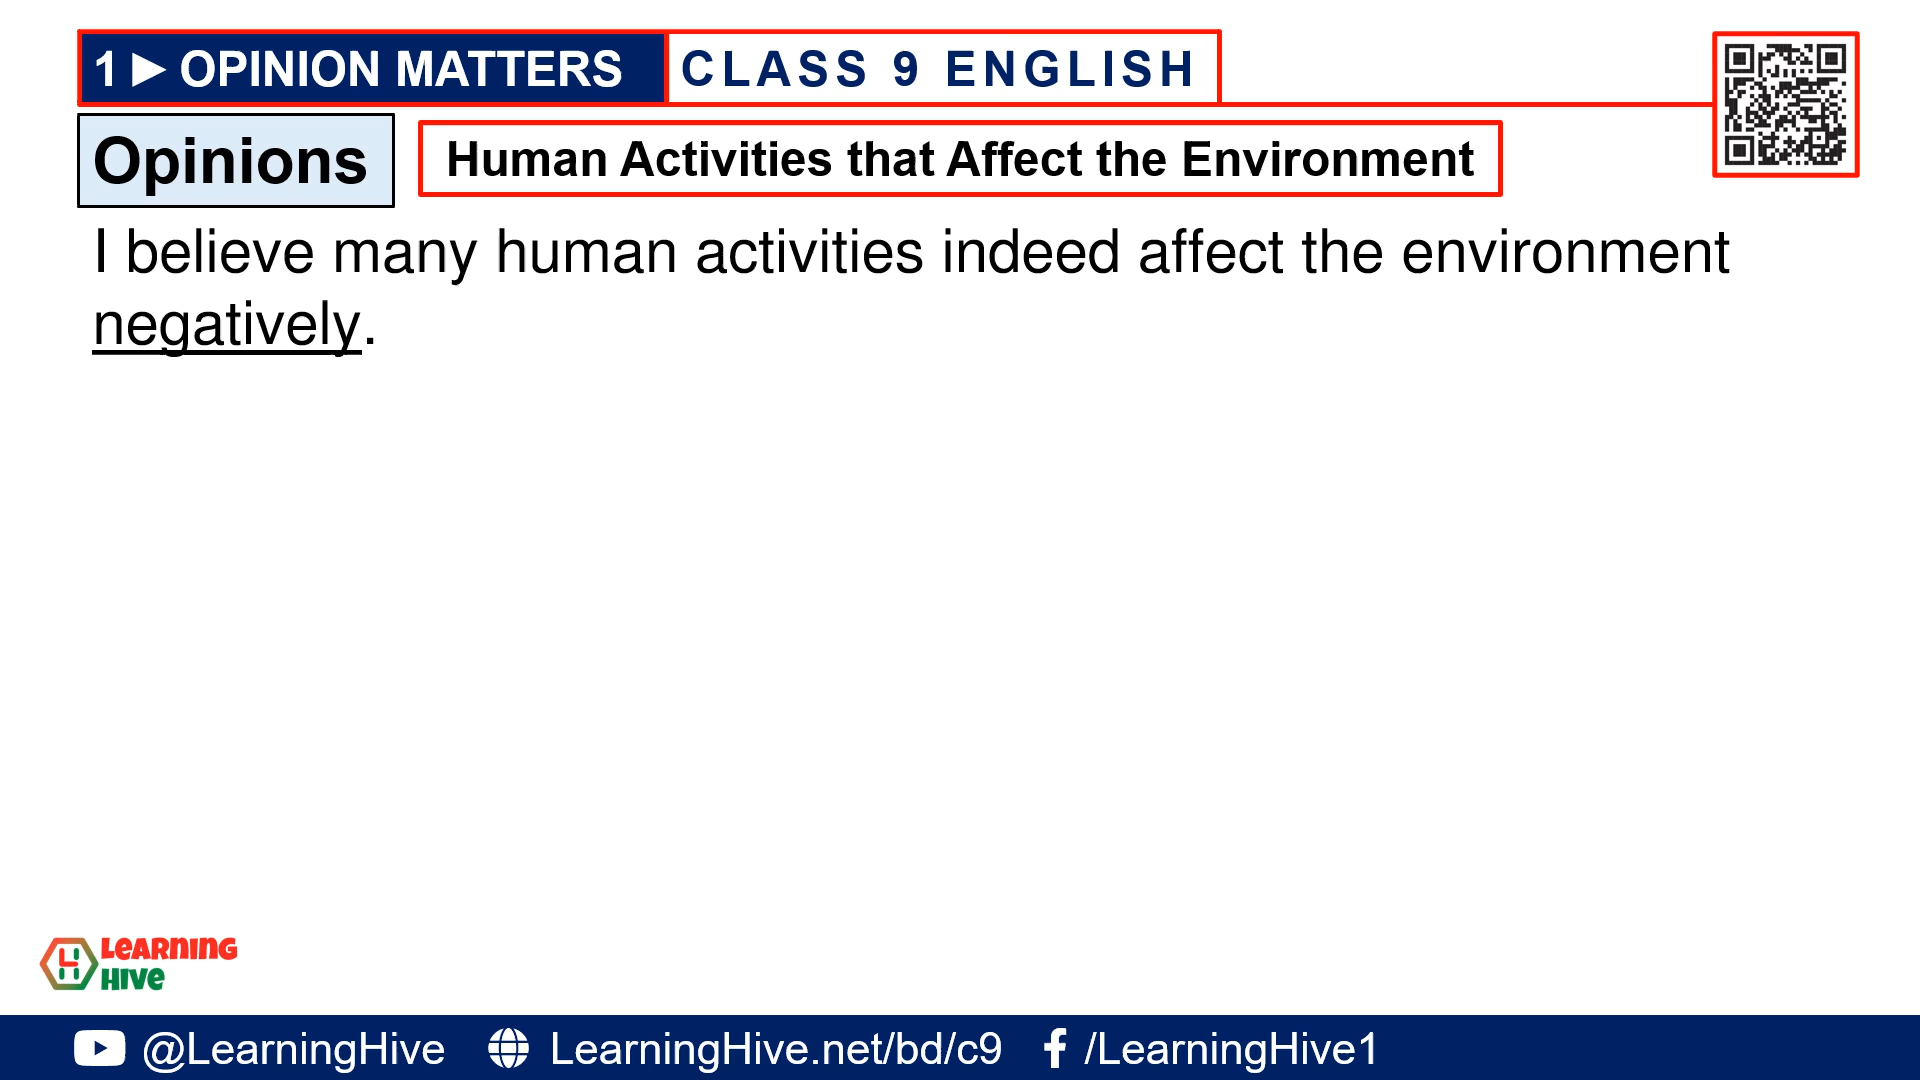 1 ► OPINION MATTERS CLASS 9 ENGLISH
Opinions Human Activities that Affect the Environment
I believe many human activities indeed affect the environment
negatively.
LeARNING
HIVe
@LearningHive LearningHive.net/bd/c9 /LearningHive1